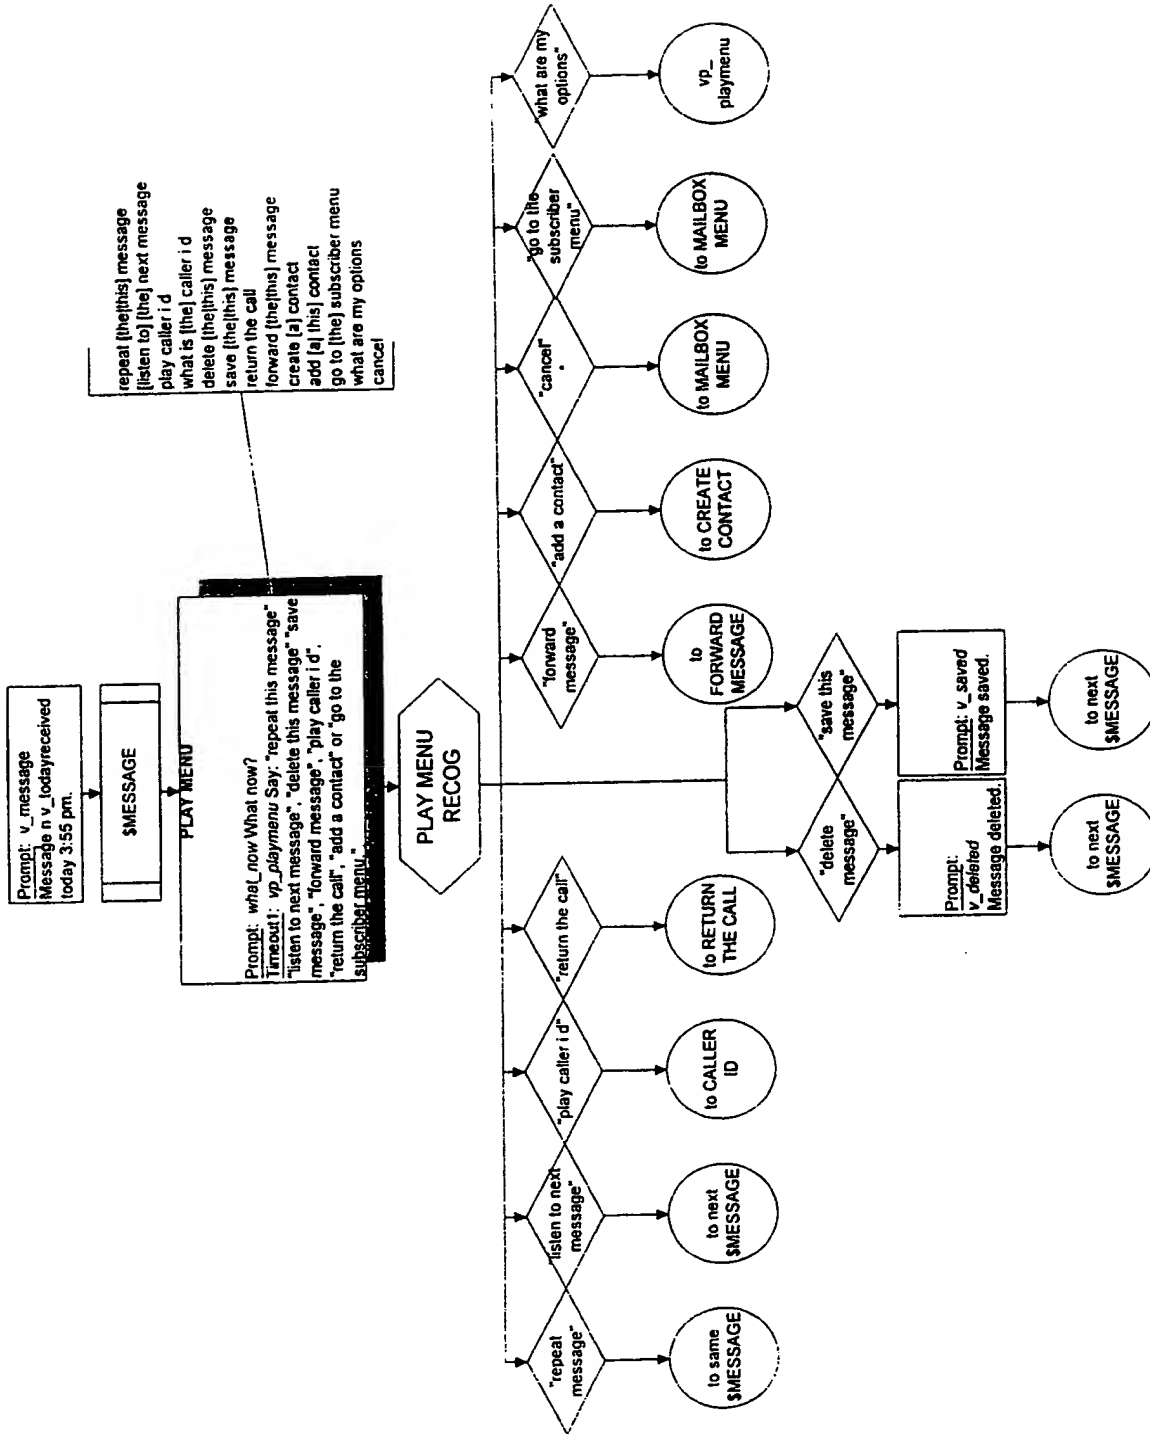 Prompt: v_message
Message n v_todayreceived
today 3:55 pm.
$MESSAGE
PLAY MENU
Prompt: what_now What now?
Timeout1: vp_playmenu Say: "repeat this message"
"listen to next message", "delete this message" "save
message", "forward message", "play caller i d",
"return the call", "add a contact" or "go to the
subscriber menu."
repeat [the|this] message
[listen to] [the] next message
play caller i d
what is [the] caller i d
delete [the|this] message
save [the|this] message
return the call
forward [the|this] message
create [a] contact
add [a| this] contact
go to [the] subscriber menu
what are my options
cancel
PLAY MENU
RECOG
"repeat
message"
"listen to next
message"
"play caller i d"
"return the call"
"forward
message"
"add a contact"
"cancel"
"go to the
subscriber
menu"
"what are my
options"
to same
$MESSAGE
to next
$MESSAGE
to CALLER
ID
to RETURN
THE CALL
to
FORWARD
MESSAGE
to CREATE
CONTACT
to MAILBOX
MENU
to MAILBOX
MENU
vp_
playmenu
"delete
message"
"save this
message"
Prompt:
v_deleted
Message deleted.
Prompt: v_saved
Message saved.
to next
$MESSAGE
to next
$MESSAGE